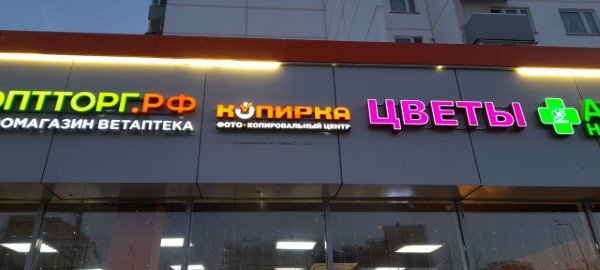 ОПТТОРГ.РФ
ОМАГАЗИН ВЕТАПТЕКА
КОПИРКА
ФОТО-КОПИРОВАЛЬНЫЙ ЦЕНТР
ЦВЕТЫ